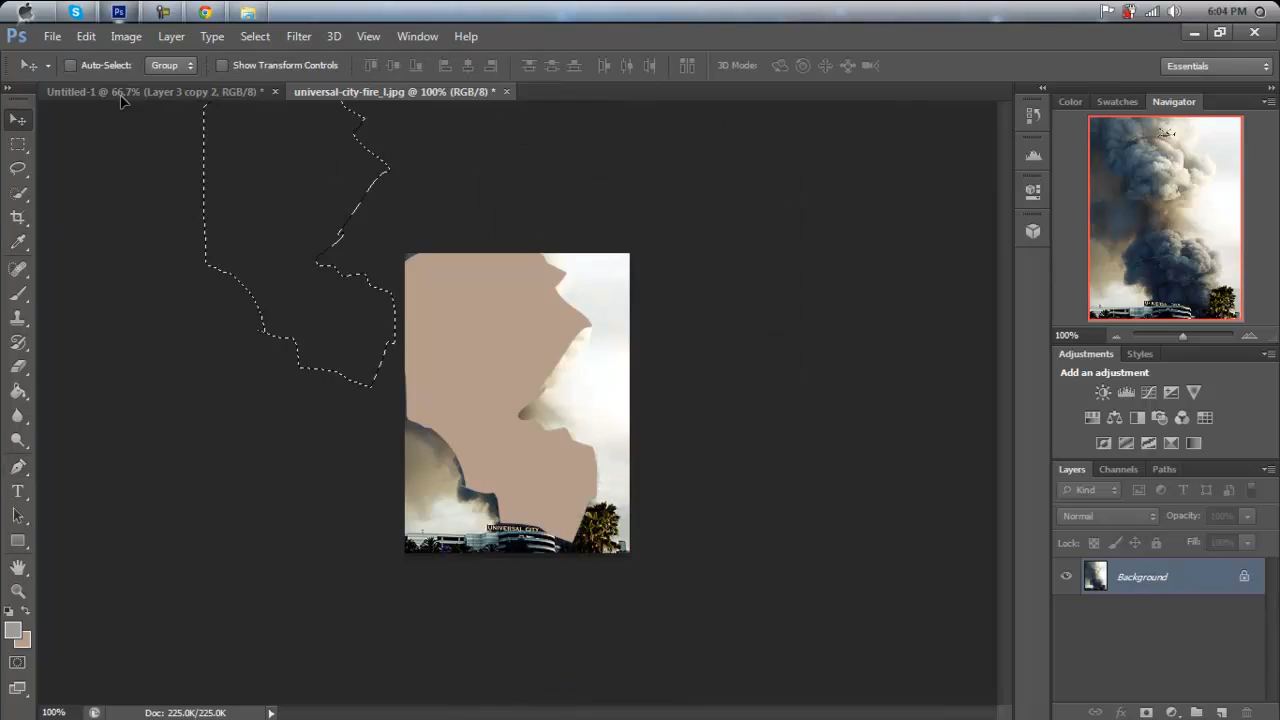 6:04 PM
Ps File Edit Image Layer Type Select Filter 3D View Window Help
Auto-Select: Group Show Transform Controls 3D Mode: Essentials
Untitled-1 @ 66.7% (Layer 3 copy 2, RGB/8) * × universal-city-fire_l.jpg @ 100% (RGB/8) * ×
Color Swatches Navigator
100%
Adjustments Styles
Add an adjustment
Layers Channels Paths
Kind
Normal Opacity: 100%
Lock: Fill: 100%
UNIVERSAL CITY
Background
100% Doc: 225.0K/225.0K